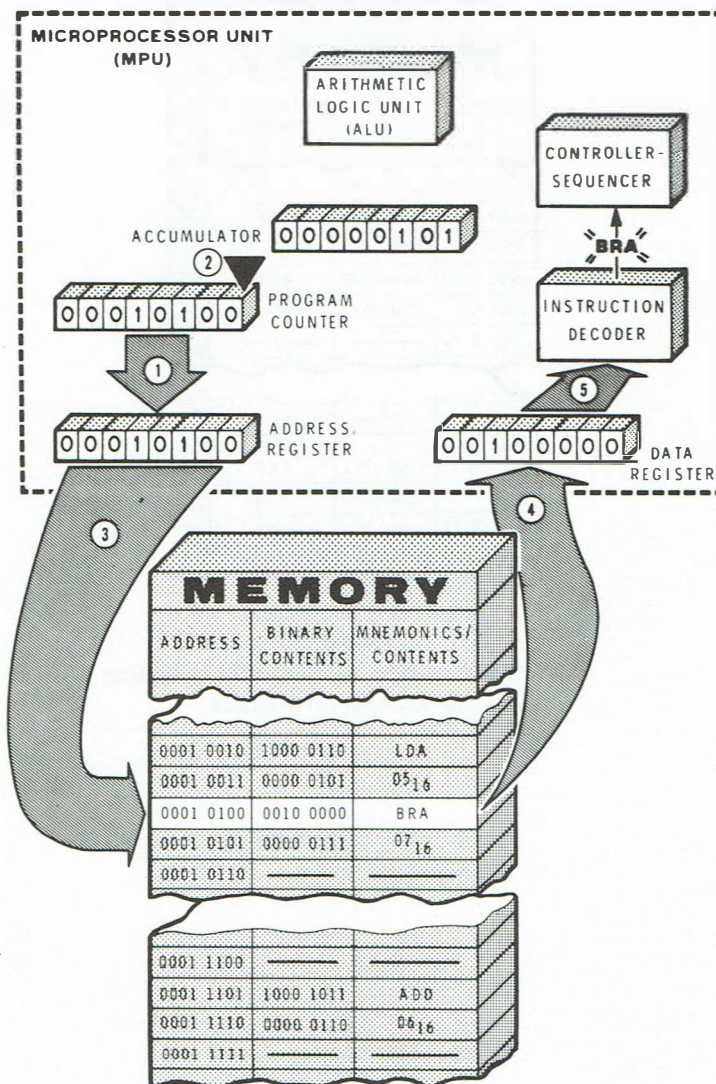 MICROPROCESSOR UNIT
(MPU)
ARITHMETIC
LOGIC UNIT
(ALU)
CONTROLLER-
SEQUENCER
BRA
INSTRUCTION
DECODER
ACCUMULATOR
0 0 0 0 0 1 0 1
2
0 0 0 1 0 1 0 0
PROGRAM
COUNTER
1
5
0 0 0 1 0 1 0 0
ADDRESS
REGISTER
0 0 1 0 0 0 0 0
DATA
REGISTER
3
4
MEMORY
ADDRESS BINARY CONTENTS MNEMONICS/ CONTENTS
0001 0010 1000 0110 LDA
0001 0011 0000 0101 05₁₆
0001 0100 0010 0000 BRA
0001 0101 0000 0111 07₁₆
0001 0110
0001 1100
0001 1101 1000 1011 ADD
0001 1110 0000 0110 06₁₆
0001 1111